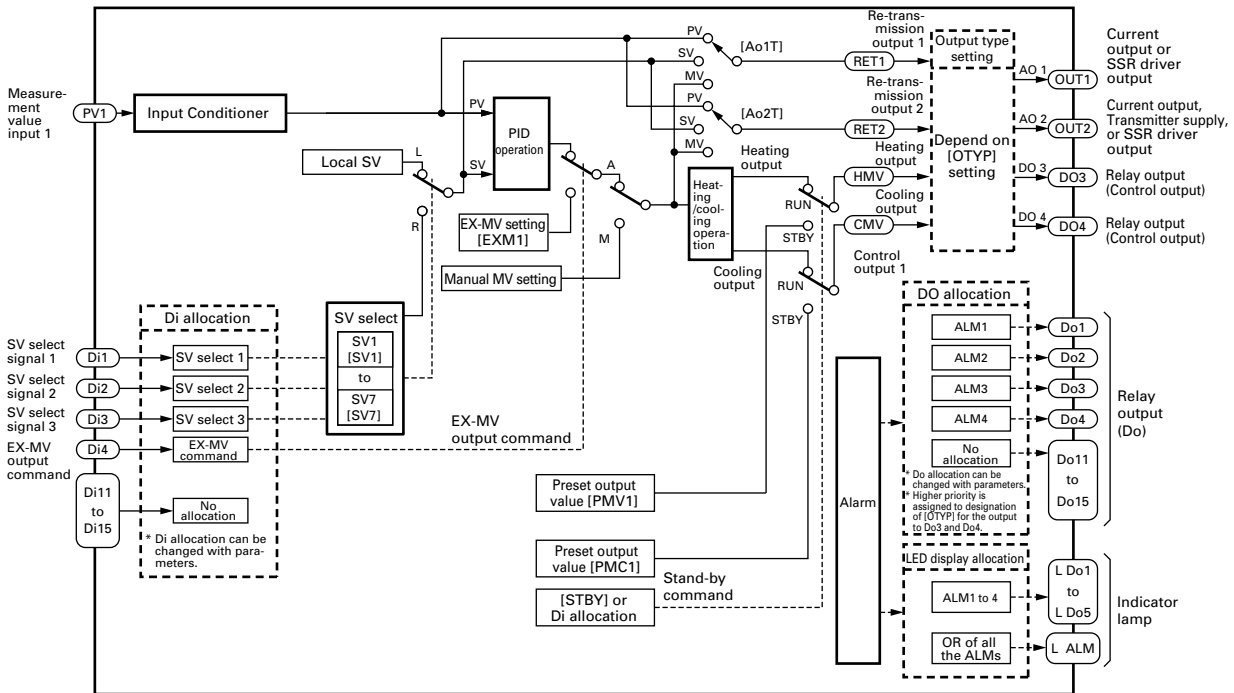 Measure-
ment
value
input 1
PV1
Input Conditioner
Local SV
L
R
PV
SV
PID
operation
EX-MV setting
[EXM1]
Manual MV setting
A
M
PV
SV
MV
[Ao1T]
PV
SV
MV
[Ao2T]
Re-trans-
mission
output 1
RET1
Re-trans-
mission
output 2
RET2
Heating
output
HMV
Cooling
output
CMV
Control
output 1
Heating
output
Heat-
ing
/cool-
ing
opera-
tion
Cooling
output
RUN
STBY
RUN
STBY
Output type
setting
Depend on
[OTYP]
setting
AO 1
OUT1
AO 2
OUT2
DO 3
DO3
DO 4
DO4
Current
output or
SSR driver
output
Current output,
Transmitter supply,
or SSR driver
output
Relay output
(Control output)
Relay output
(Control output)
SV select
signal 1
Di1
SV select
signal 2
Di2
SV select
signal 3
Di3
EX-MV
output
command
Di4
Di11
to
Di15
Di allocation
SV select 1
SV select 2
SV select 3
EX-MV
command
No
allocation
* Di allocation can be
changed with para-
meters.
SV select
SV1
[SV1]
to
SV7
[SV7]
EX-MV
output command
Preset output
value [PMV1]
Preset output
value [PMC1]
[STBY] or
Di allocation
Stand-by
command
Alarm
DO allocation
ALM1
ALM2
ALM3
ALM4
No
allocation
* Do allocation can be
changed with parameters.
* Higher priority is
assigned to designation
of [OTYP] for the output
to Do3 and Do4.
Do1
Do2
Do3
Do4
Do11
to
Do15
Relay
output
(Do)
LED display allocation
ALM1 to 4
OR of all
the ALMs
L Do1
to
L Do5
L ALM
Indicator
lamp